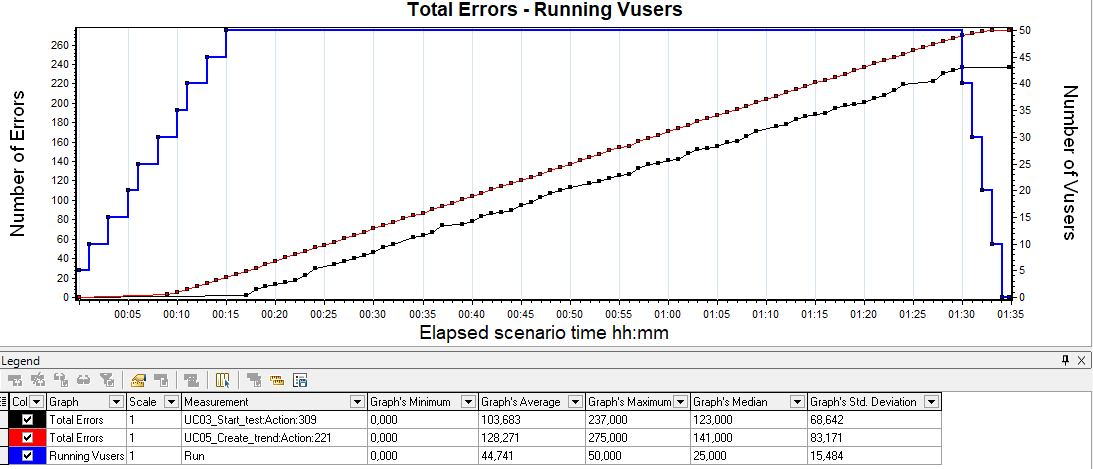 Total Errors - Running Vusers
Number of Errors
260
240
220
200
180
160
140
120
100
80
60
40
20
0
50
45
40
35
30
25
20
15
10
5
0
Number of Vusers
00:05 00:10 00:15 00:20 00:25 00:30 00:35 00:40 00:45 00:50 00:55 01:00 01:05 01:10 01:15 01:20 01:25 01:30 01:35
Elapsed scenario time hh:mm
Legend
Col Graph Scale Measurement Graph's Minimum Graph's Average Graph's Maximum Graph's Median Graph's Std. Deviation
Total Errors 1 UC03_Start_test:Action:309 0,000 103,683 237,000 123,000 68,642
Total Errors 1 UC05_Create_trend:Action:221 0,000 128,271 275,000 141,000 83,171
Running Vusers 1 Run 0,000 44,741 50,000 25,000 15,484